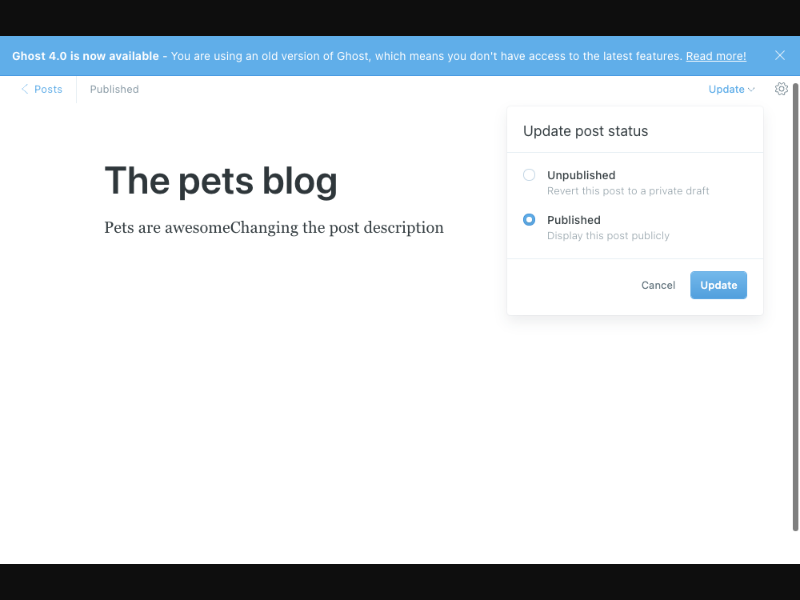 Ghost 4.0 is now available - You are using an old version of Ghost, which means you don't have access to the latest features. Read more!
Posts
Published
Update
Update post status
Unpublished
Revert this post to a private draft
Published
Display this post publicly
Cancel
Update
The pets blog
Pets are awesomeChanging the post description